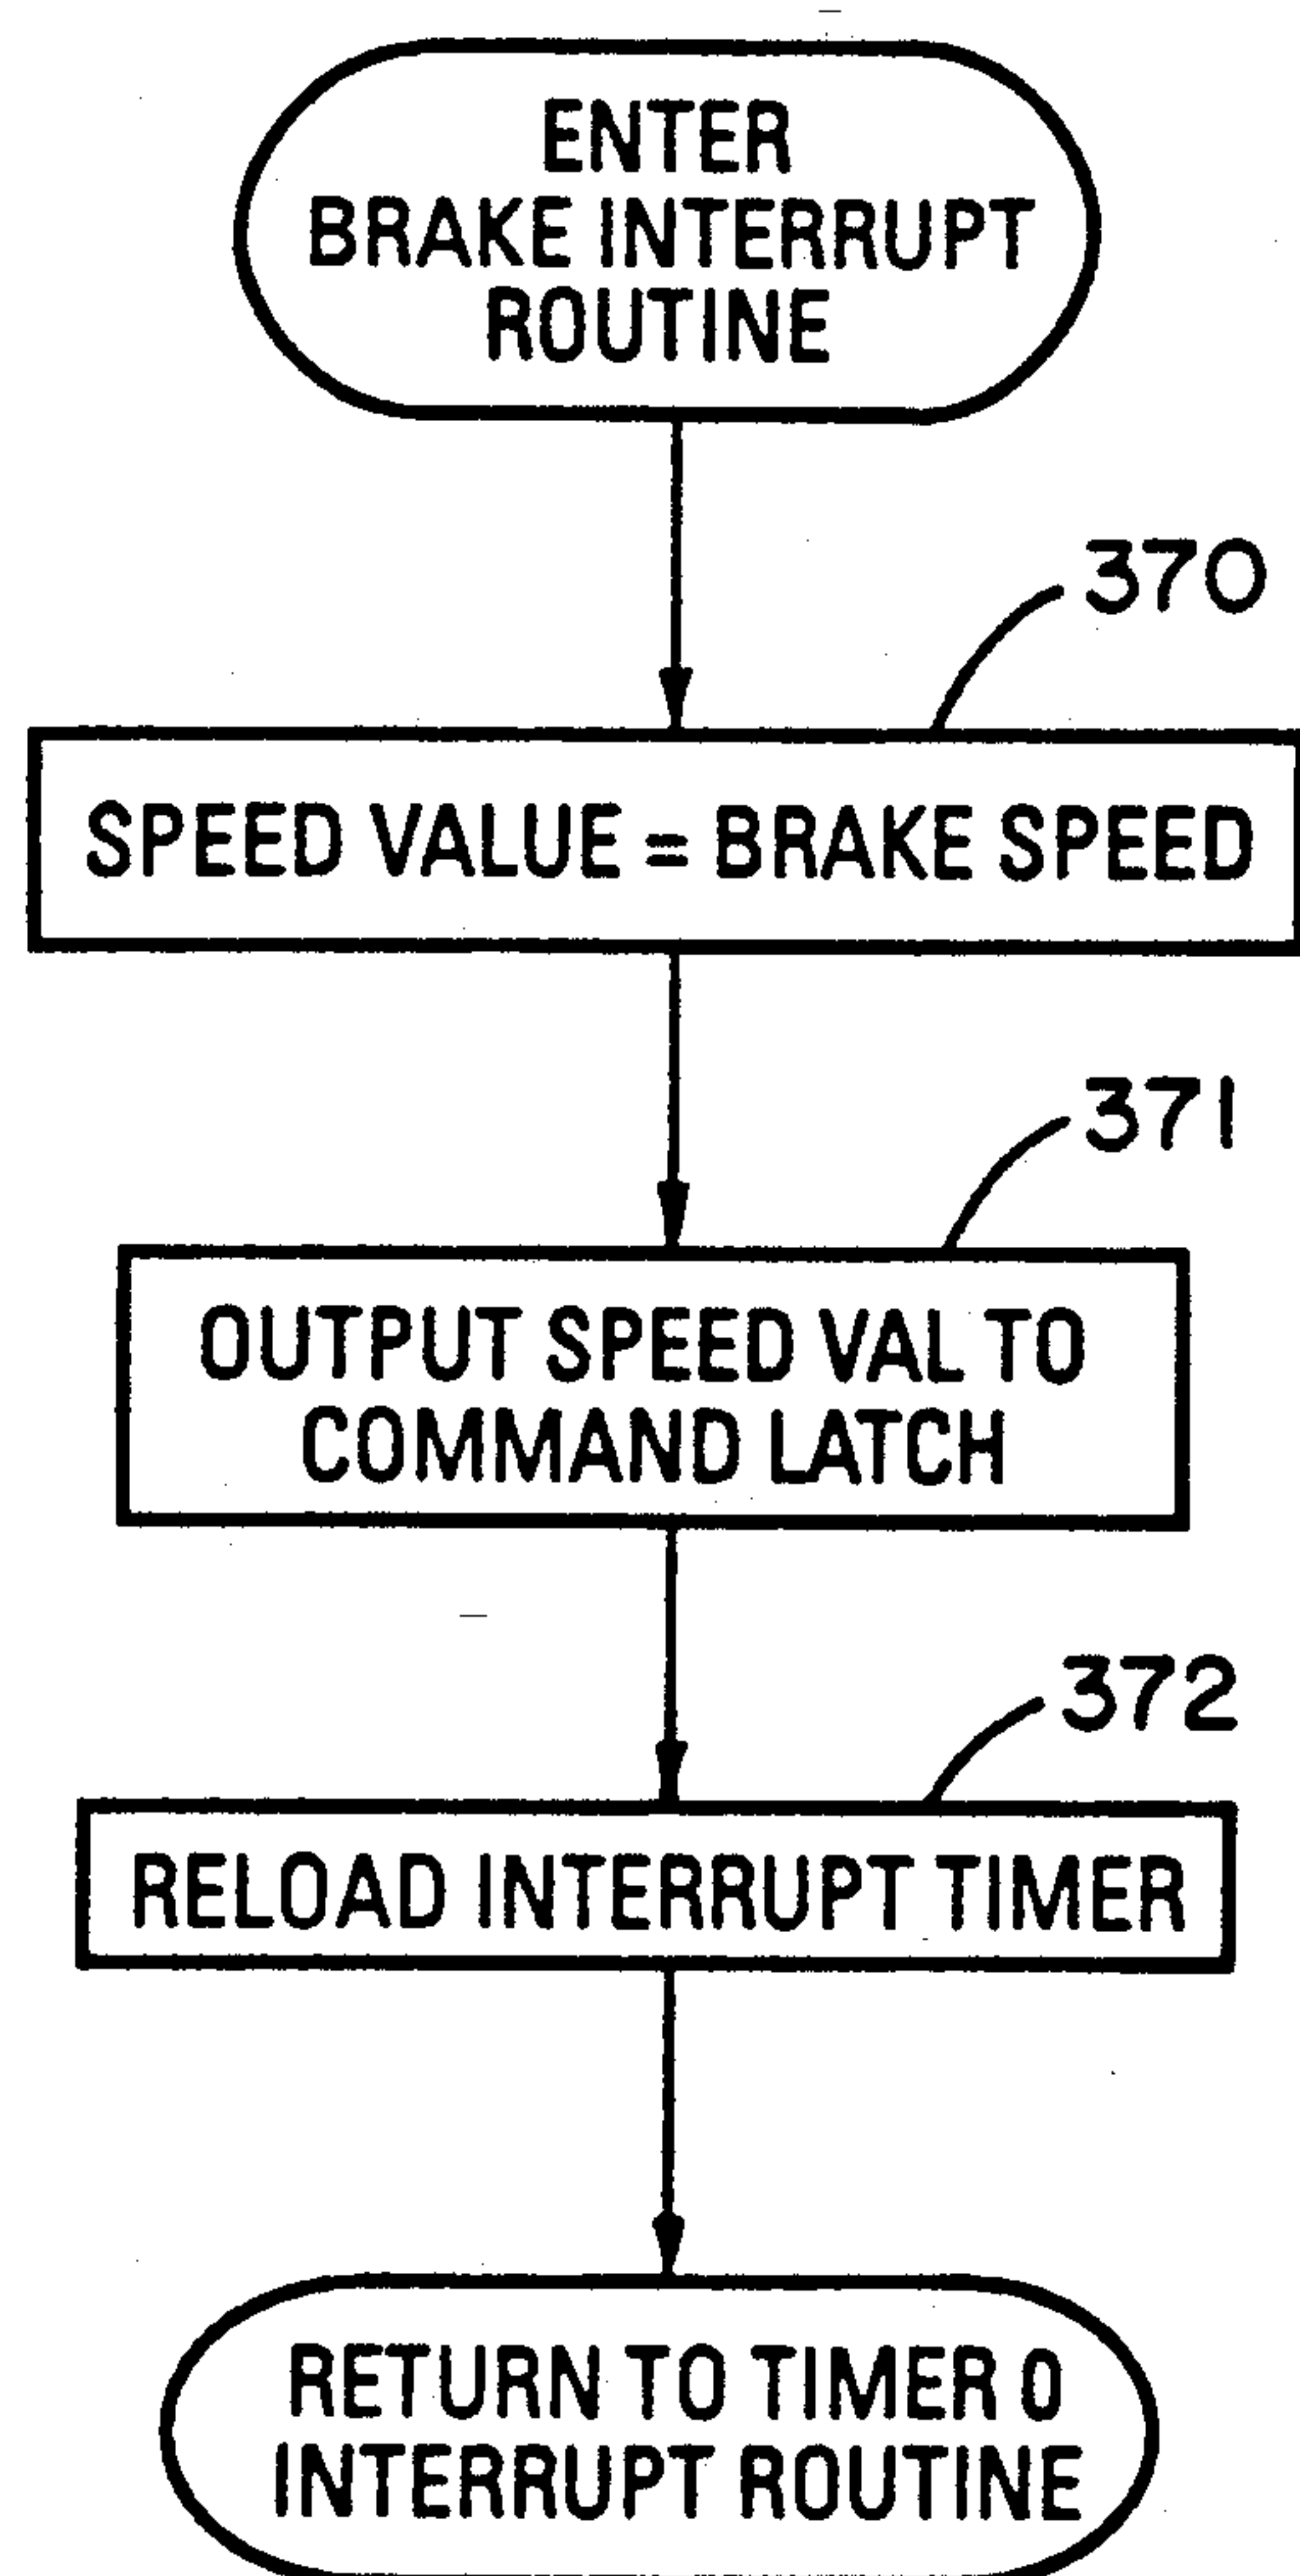 ENTER
BRAKE INTERRUPT
ROUTINE
370
SPEED VALUE = BRAKE SPEED
371
OUTPUT SPEED VAL TO
COMMAND LATCH
372
RELOAD INTERRUPT TIMER
RETURN TO TIMER 0
INTERRUPT ROUTINE